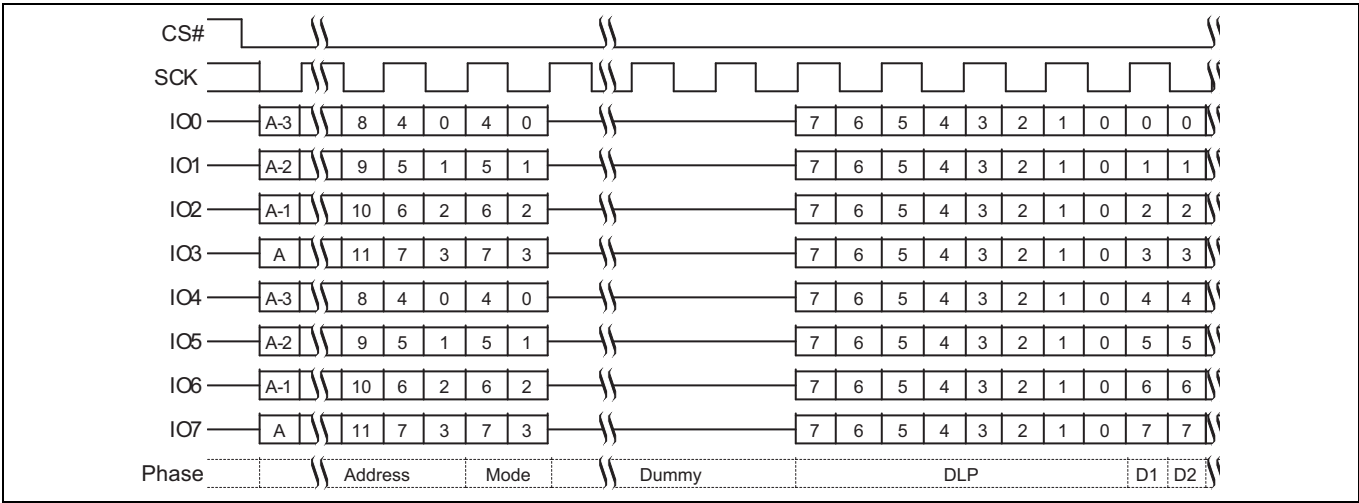 CS#
SCK
IO0 A-3 8 4 0 4 0 7 6 5 4 3 2 1 0 0 0
IO1 A-2 9 5 1 5 1 7 6 5 4 3 2 1 0 1 1
IO2 A-1 10 6 2 6 2 7 6 5 4 3 2 1 0 2 2
IO3 A 11 7 3 7 3 7 6 5 4 3 2 1 0 3 3
IO4 A-3 8 4 0 4 0 7 6 5 4 3 2 1 0 4 4
IO5 A-2 9 5 1 5 1 7 6 5 4 3 2 1 0 5 5
IO6 A-1 10 6 2 6 2 7 6 5 4 3 2 1 0 6 6
IO7 A 11 7 3 7 3 7 6 5 4 3 2 1 0 7 7
Phase Address Mode Dummy DLP D1 D2